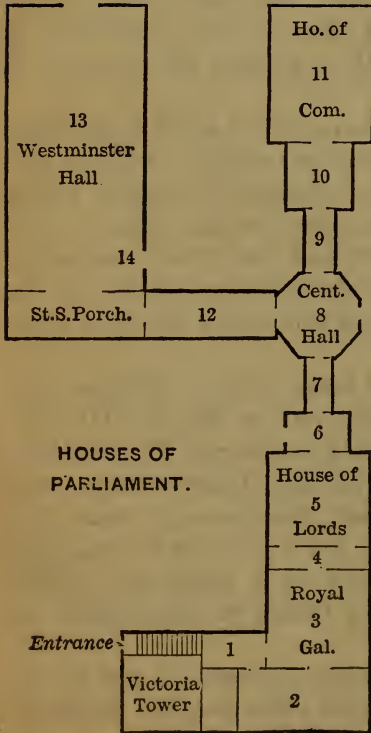 Ho. of
11
Com.
13
Westminster
Hall
10
9
14
Cent.
St.S.Porch.
12
8
Hall
7
6
HOUSES OF
PARLIAMENT.
House of
5
Lords
4
Royal
3
Gal.
Entrance
1
Victoria
Tower
2